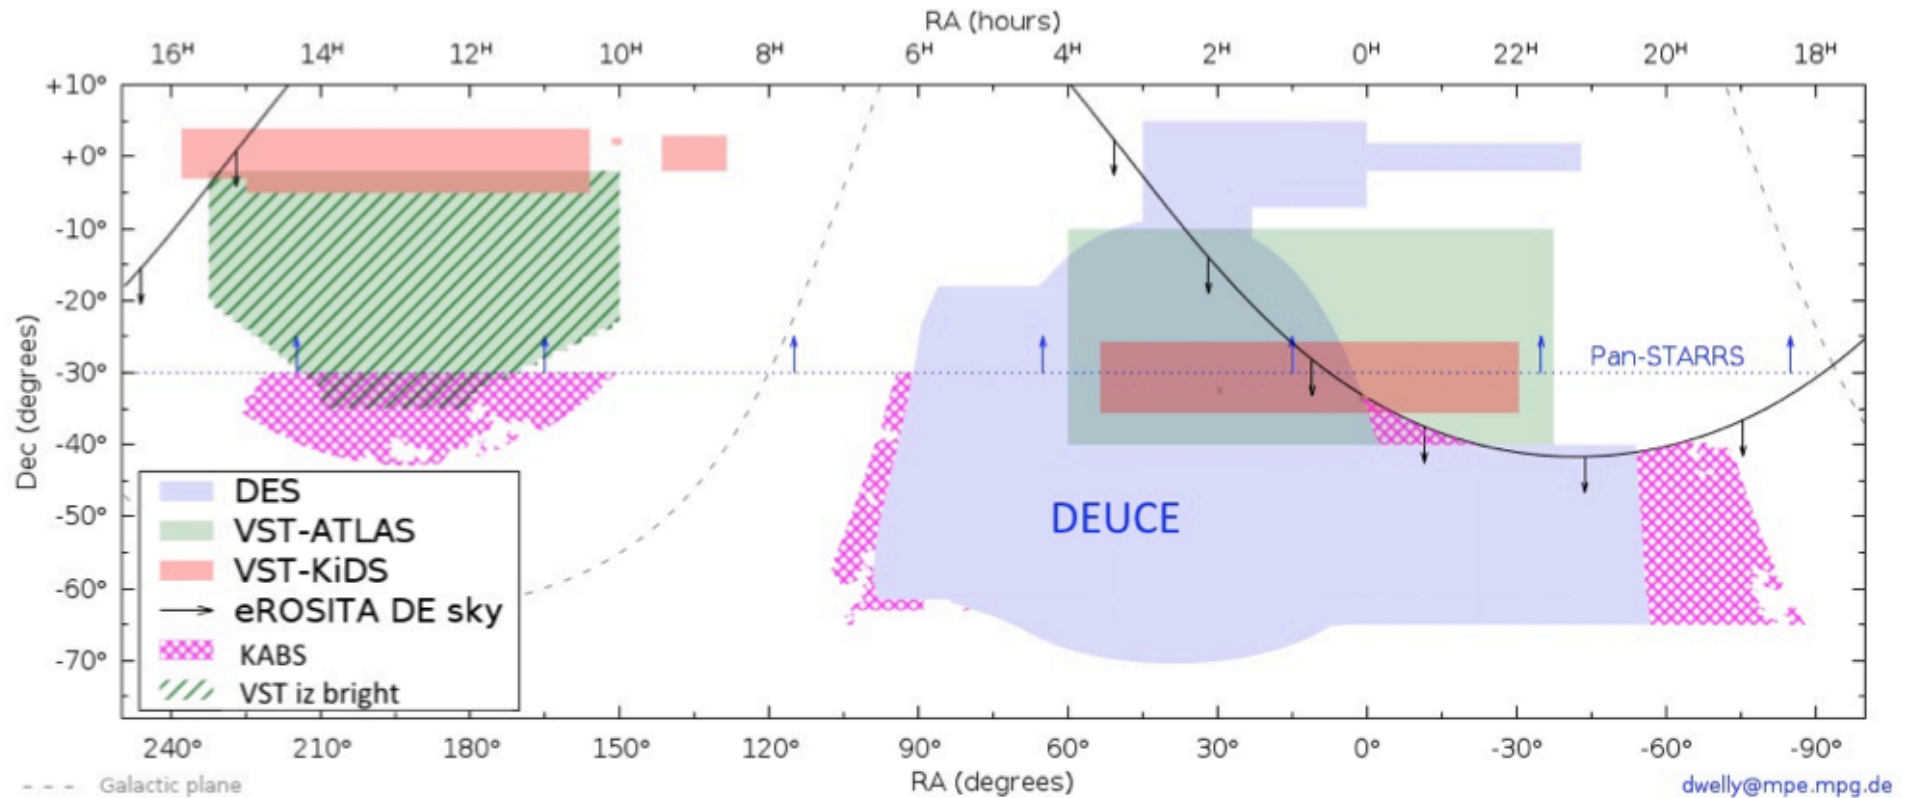 RA (hours)
16ᴴ 14ᴴ 12ᴴ 10ᴴ 8ᴴ 6ᴴ 4ᴴ 2ᴴ 0ᴴ 22ᴴ 20ᴴ 18ᴴ
+10°
+0°
-10°
-20°
-30°
-40°
-50°
-60°
-70°
Dec (degrees)
Pan-STARRS
DEUCE
DES
VST-ATLAS
VST-KiDS
eROSITA DE sky
KABS
VST iz bright
240° 210° 180° 150° 120° 90° 60° 30° 0° -30° -60° -90°
RA (degrees)
Galactic plane
dwelly@mpe.mpg.de